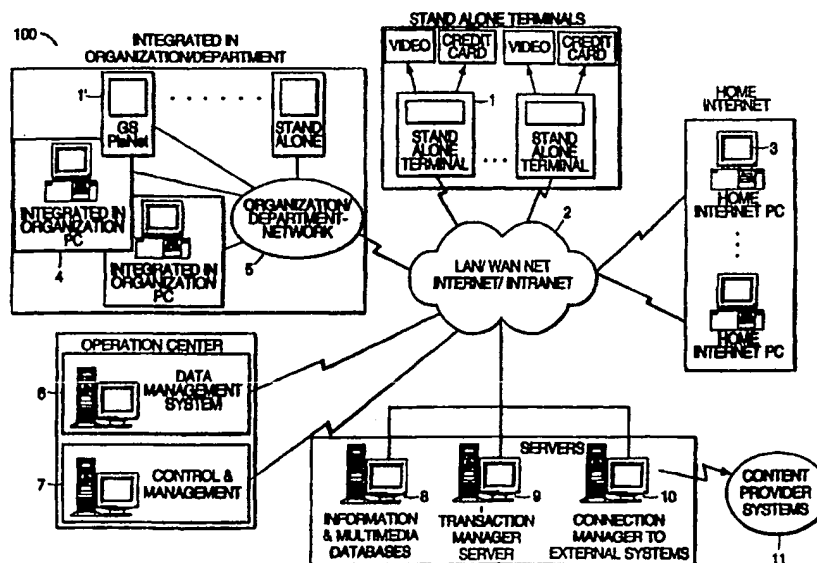 100
INTEGRATED IN
ORGANIZATION/DEPARTMENT
1'
GS PlaNet
STAND
ALONE
INTEGRATED IN
ORGANIZATION
PC
4
INTEGRATED IN
ORGANIZATION
PC
ORGANIZATION/
DEPARTMENT-
NETWORK
5
STAND ALONE TERMINALS
VIDEO
CREDIT
CARD
VIDEO
CREDIT
CARD
1
STAND
ALONE
TERMINAL
STAND
ALONE
TERMINAL
HOME
INTERNET
3
HOME
INTERNET PC
HOME
INTERNET PC
2
LAN/ WAN NET
INTERNET/ INTRANET
OPERATION CENTER
6
DATA
MANAGEMENT
SYSTEM
7
CONTROL &
MANAGEMENT
SERVERS
8
INFORMATION
& MULTIMEDIA
DATABASES
9
TRANSACTION
MANAGER
SERVER
10
CONNECTION
MANAGER TO
EXTERNAL SYSTEMS
CONTENT
PROVIDER
SYSTEMS
11